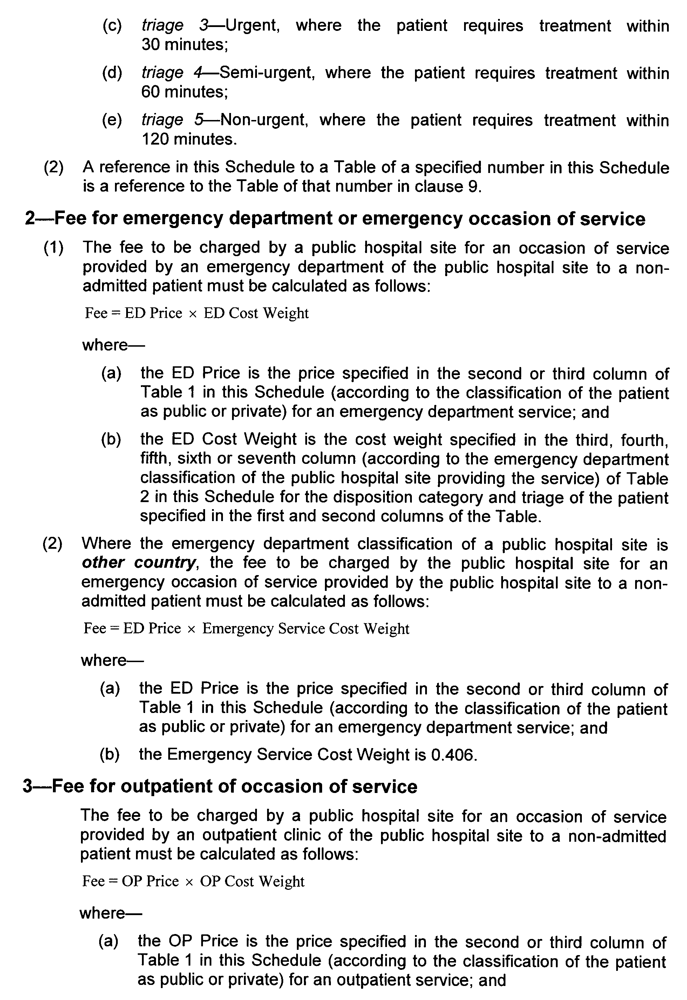 (c) triage 3—Urgent, where the patient requires treatment within
30 minutes;
(d) triage 4—Semi-urgent, where the patient requires treatment within
60 minutes;
(e) triage 5—Non-urgent, where the patient requires treatment within
120 minutes.
(2) A reference in this Schedule to a Table of a specified number in this Schedule
is a reference to the Table of that number in clause 9.
2—Fee for emergency department or emergency occasion of service
(1) The fee to be charged by a public hospital site for an occasion of service
provided by an emergency department of the public hospital site to a non-
admitted patient must be calculated as follows:
Fee = ED Price × ED Cost Weight
where—
(a) the ED Price is the price specified in the second or third column of
Table 1 in this Schedule (according to the classification of the patient
as public or private) for an emergency department service; and
(b) the ED Cost Weight is the cost weight specified in the third, fourth,
fifth, sixth or seventh column (according to the emergency department
classification of the public hospital site providing the service) of Table
2 in this Schedule for the disposition category and triage of the patient
specified in the first and second columns of the Table.
(2) Where the emergency department classification of a public hospital site is
other country, the fee to be charged by the public hospital site for an
emergency occasion of service provided by the public hospital site to a non-
admitted patient must be calculated as follows:
Fee = ED Price × Emergency Service Cost Weight
where—
(a) the ED Price is the price specified in the second or third column of
Table 1 in this Schedule (according to the classification of the patient
as public or private) for an emergency department service; and
(b) the Emergency Service Cost Weight is 0.406.
3—Fee for outpatient of occasion of service
The fee to be charged by a public hospital site for an occasion of service
provided by an outpatient clinic of the public hospital site to a non-admitted
patient must be calculated as follows:
Fee = OP Price × OP Cost Weight
where—
(a) the OP Price is the price specified in the second or third column of
Table 1 in this Schedule (according to the classification of the patient
as public or private) for an outpatient service; and